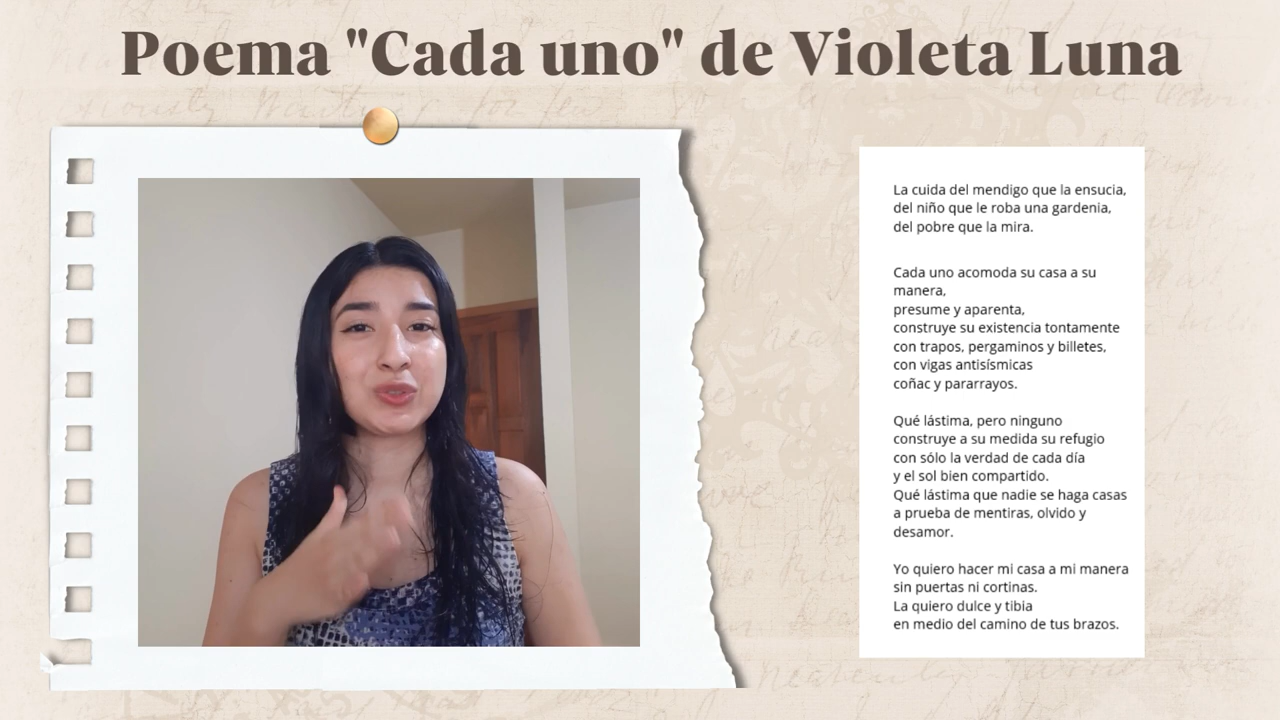 Poema "Cada uno" de Violeta Luna
La cuida del mendigo que la ensucia,
del niño que le roba una gardenia,
del pobre que la mira.
Cada uno acomoda su casa a su
manera,
presume y aparenta,
construye su existencia tontamente
con trapos, pergaminos y billetes,
con vigas antisísmicas
coñac y pararrayos.
Qué lástima, pero ninguno
construye a su medida su refugio
con sólo la verdad de cada día
y el sol bien compartido.
Qué lástima que nadie se haga casas
a prueba de mentiras, olvido y
desamor.
Yo quiero hacer mi casa a mi manera
sin puertas ni cortinas.
La quiero dulce y tibia
en medio del camino de tus brazos.